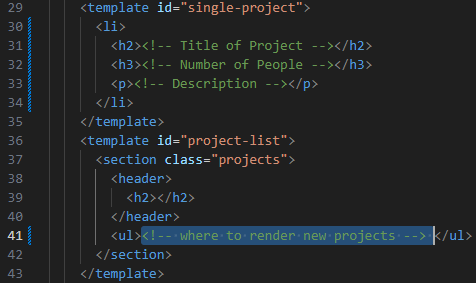 29 <template id="single-project">
30 <li>
31 <h2><!-- Title of Project --></h2>
32 <h3><!-- Number of People --></h3>
33 <p><!-- Description --></p>
34 </li>
35 </template>
36 <template id="project-list">
37 <section class="projects">
38 <header>
39 <h2></h2>
40 </header>
41 <ul><!-- where to render new projects --> </ul>
42 </section>
43 </template>